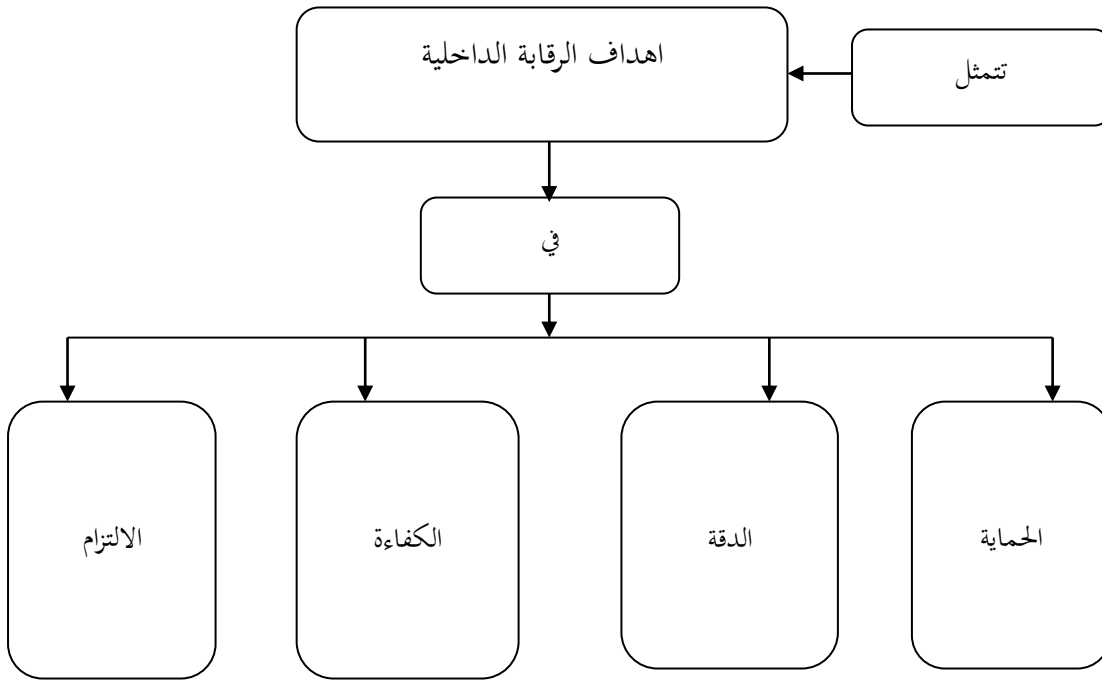 اهداف الرقابة الداخلية
تتمثل
في
الحماية
الدقة
الكفاءة
الالتزام